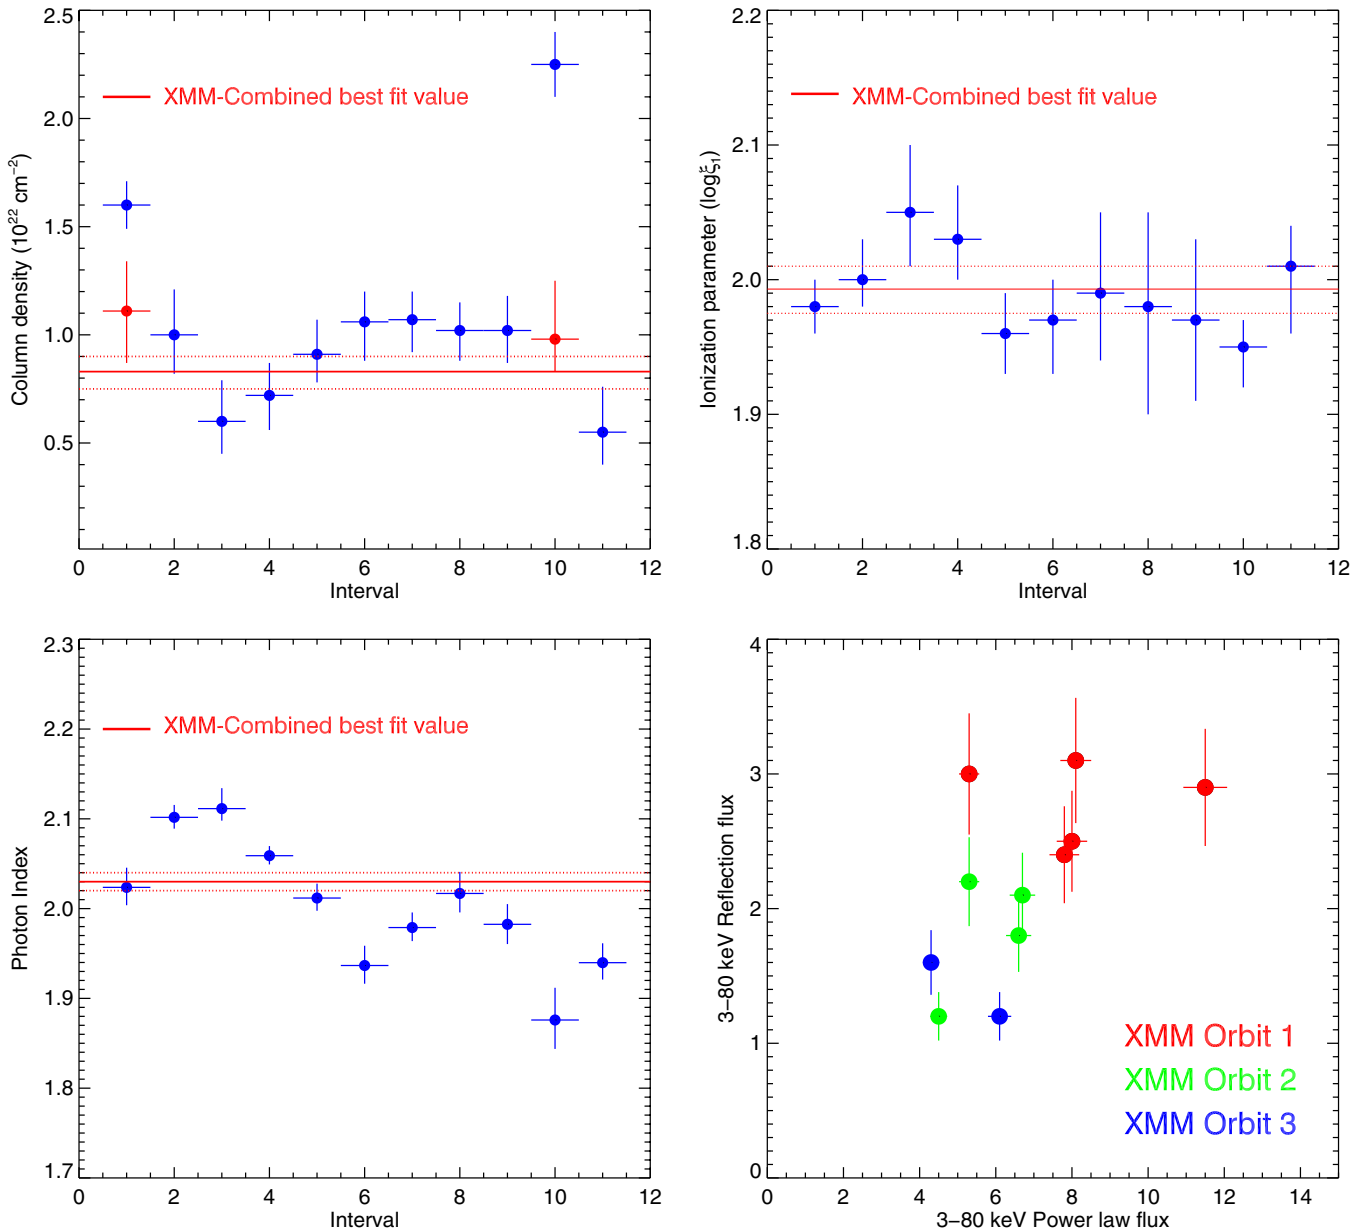 2.5
2.0
1.5
1.0
0.5
Column density (10²² cm⁻²)
XMM-Combined best fit value
0 2 4 6 8 10 12
Interval
2.2
2.1
2.0
1.9
1.8
Ionization parameter (logξ₁)
XMM-Combined best fit value
0 2 4 6 8 10 12
Interval
2.3
2.2
2.1
2.0
1.9
1.8
1.7
Photon Index
XMM-Combined best fit value
0 2 4 6 8 10 12
Interval
4
3
2
1
0
3−80 keV Reflection flux
XMM Orbit 1
XMM Orbit 2
XMM Orbit 3
0 2 4 6 8 10 12 14
3−80 keV Power law flux